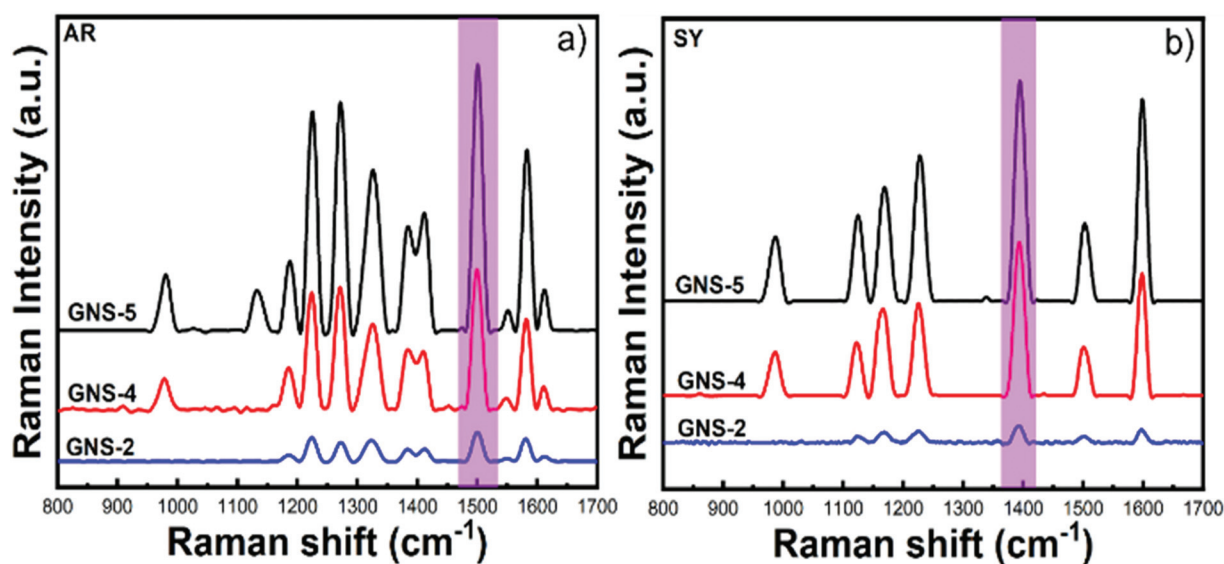 AR
a)
Raman Intensity (a.u.)
GNS-5
GNS-4
GNS-2
800 900 1000 1100 1200 1300 1400 1500 1600 1700
Raman shift (cm⁻¹)
SY
b)
Raman Intensity (a.u.)
GNS-5
GNS-4
GNS-2
800 900 1000 1100 1200 1300 1400 1500 1600 1700
Raman shift (cm⁻¹)